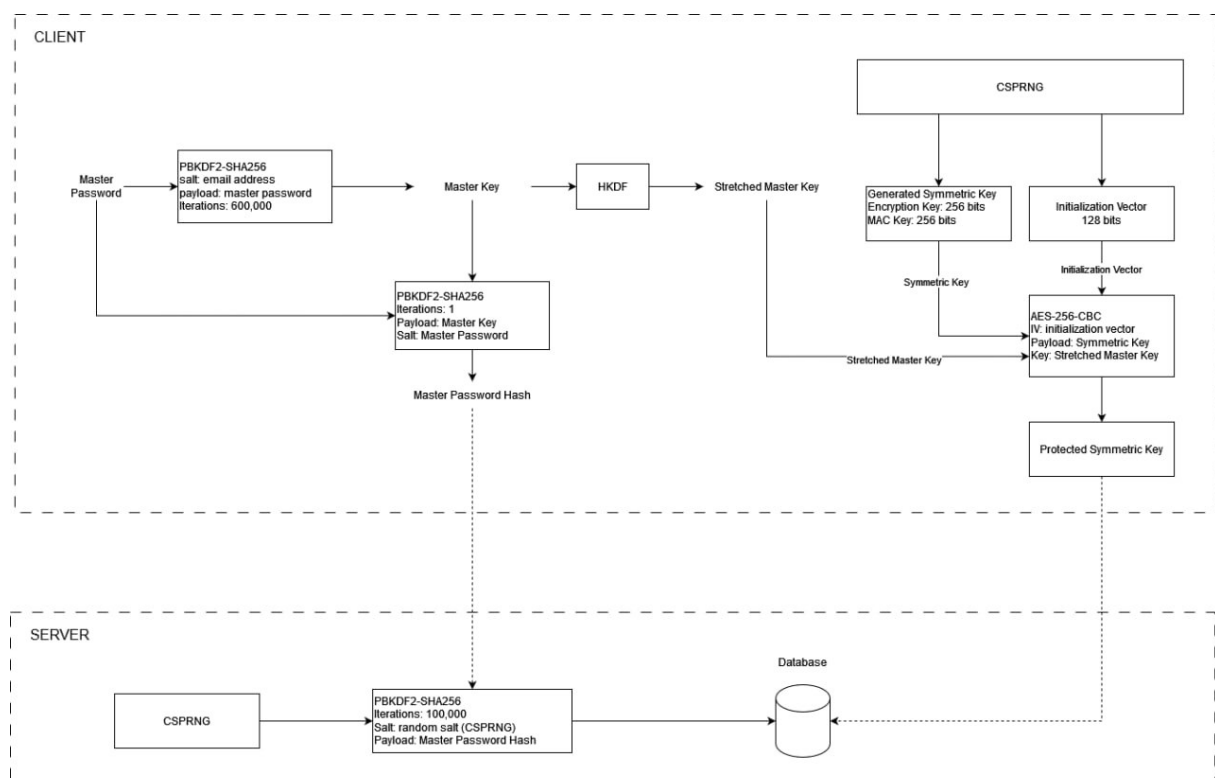 CLIENT
CSPRNG
Master
Password
PBKDF2-SHA256
salt: email address
payload: master password
Iterations: 600,000
Master Key
HKDF
Stretched Master Key
Generated Symmetric Key
Encryption Key: 256 bits
MAC Key: 256 bits
Initialization Vector
128 bits
Symmetric Key
Initialization Vector
PBKDF2-SHA256
Iterations: 1
Payload: Master Key
Salt: Master Password
AES-256-CBC
IV: initialization vector
Payload: Symmetric Key
Key: Stretched Master Key
Stretched Master Key
Master Password Hash
Protected Symmetric Key
SERVER
Database
CSPRNG
PBKDF2-SHA256
Iterations: 100,000
Salt: random salt (CSPRNG)
Payload: Master Password Hash